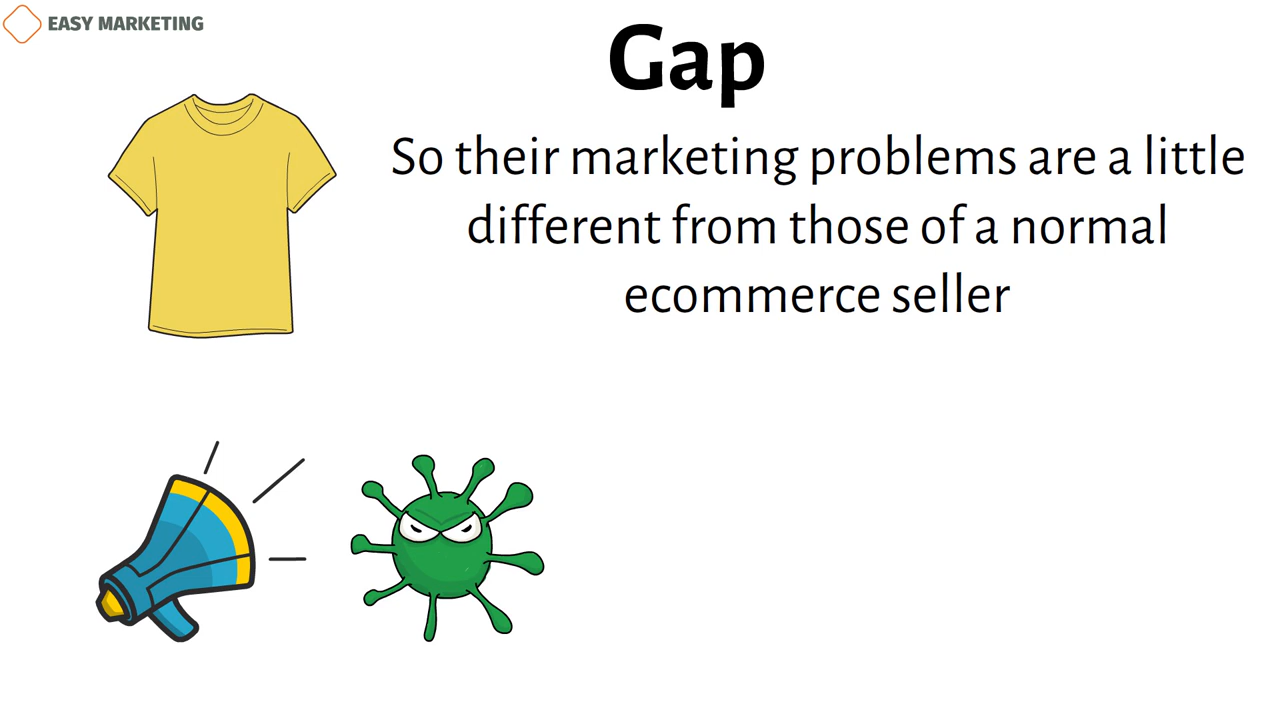 EASY MARKETING
Gap
So their marketing problems are a little
different from those of a normal
ecommerce seller